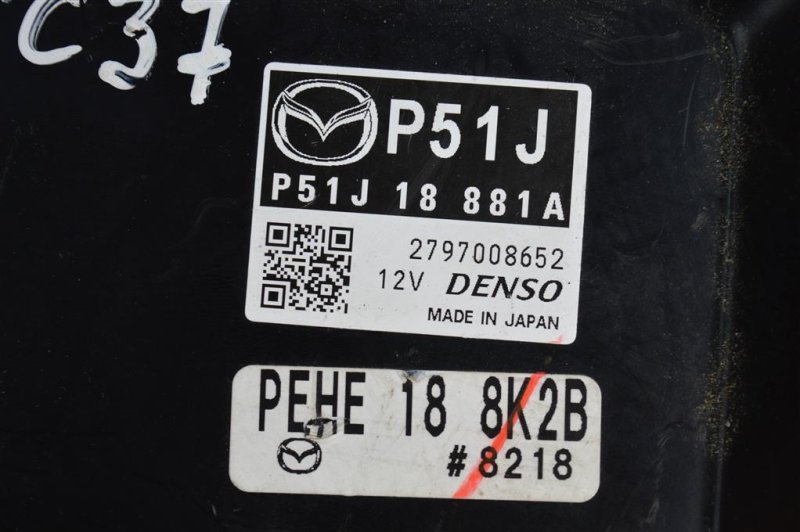 C37
P51J
P51J 18 881A
2797008652
12V DENSO
MADE IN JAPAN
PEHE 18 8K2B
#8218